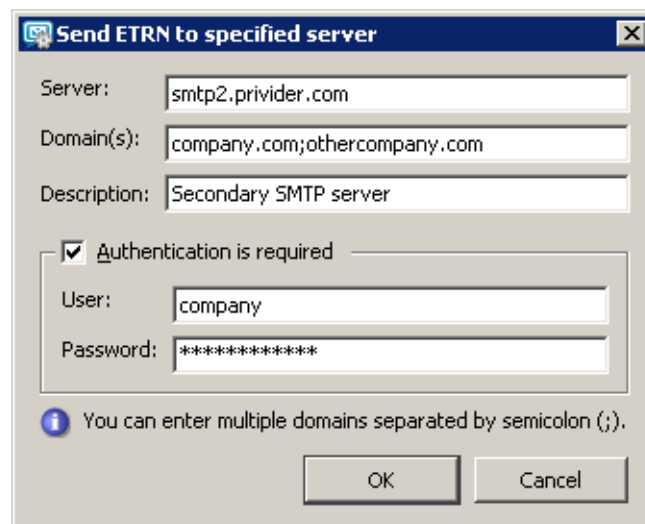 Send ETRN to specified server
Server: smtp2.privider.com
Domain(s): company.com;othercompany.com
Description: Secondary SMTP server
Authentication is required
User: company
Password: ************
You can enter multiple domains separated by semicolon (;).
OK Cancel